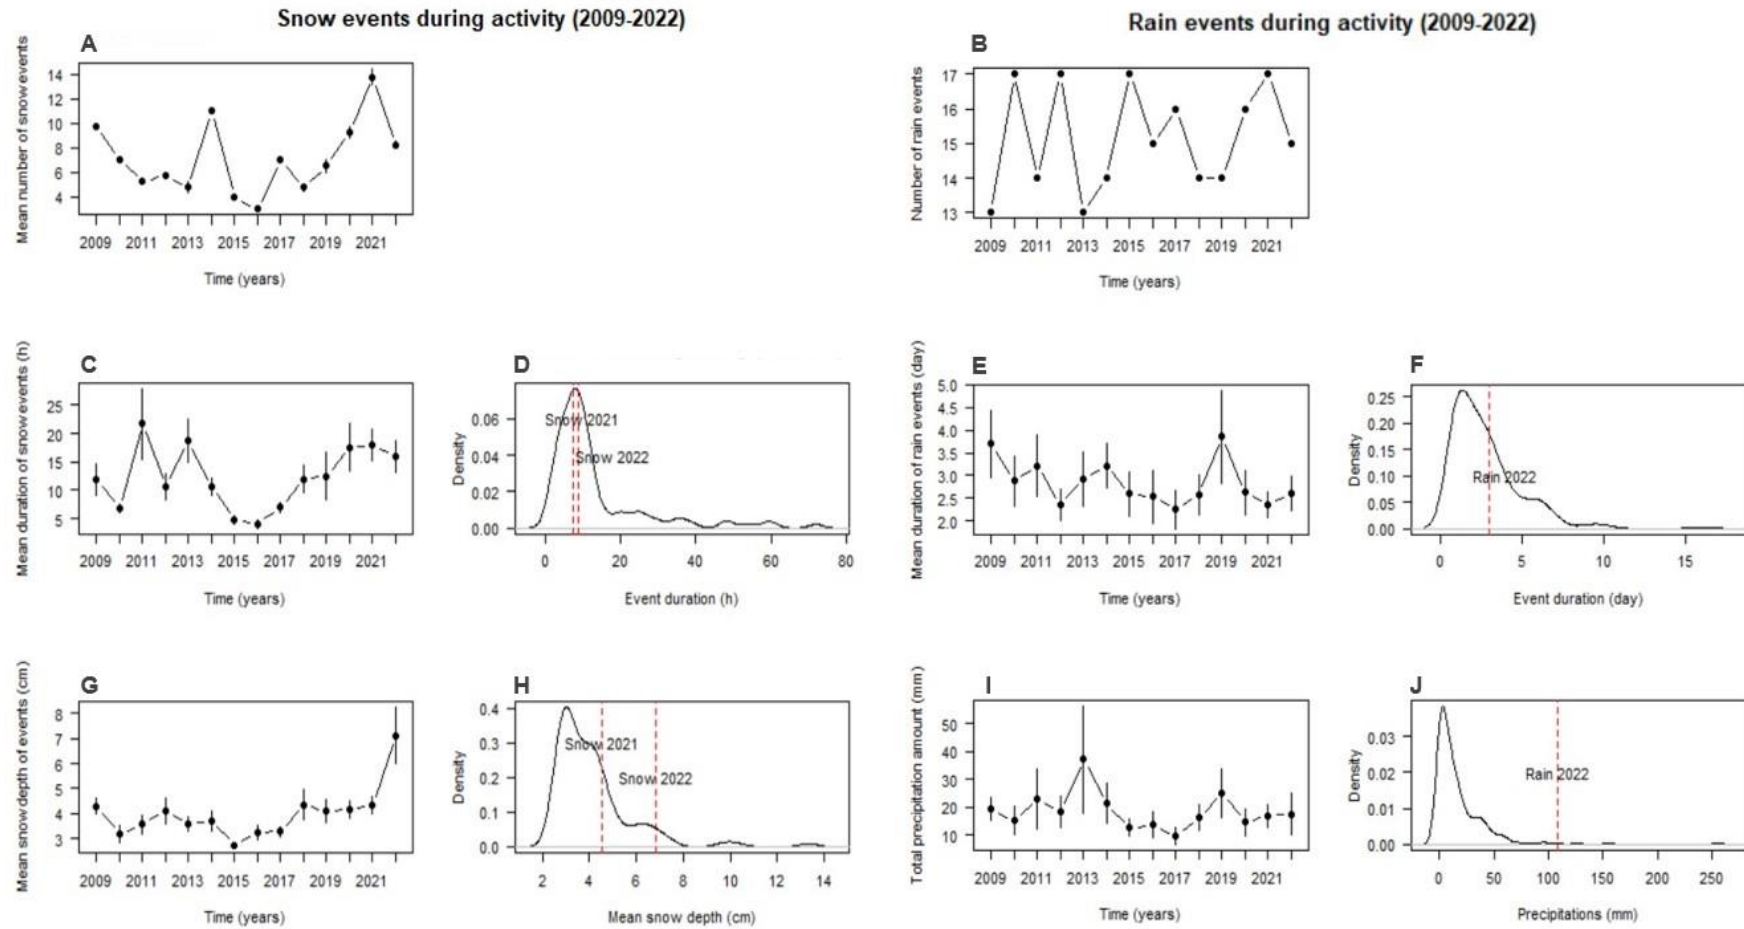 Snow events during activity (2009-2022)
Rain events during activity (2009-2022)
A
Mean number of snow events
14
12
10
8
6
4
2009 2011 2013 2015 2017 2019 2021
Time (years)
B
Number of rain events
17
16
15
14
13
2009 2011 2013 2015 2017 2019 2021
Time (years)
C
Mean duration of snow events (h)
25
20
15
10
5
2009 2011 2013 2015 2017 2019 2021
Time (years)
D
Density
0.06
0.04
0.02
0.00
Snow 2021
Snow 2022
0 20 40 60 80
Event duration (h)
E
Mean duration of rain events (day)
5.0
4.5
4.0
3.5
3.0
2.5
2.0
2009 2011 2013 2015 2017 2019 2021
Time (years)
F
Density
0.25
0.20
0.15
0.10
0.05
0.00
Rain 2022
0 5 10 15
Event duration (day)
G
Mean snow depth of events (cm)
8
7
6
5
4
3
2009 2011 2013 2015 2017 2019 2021
Time (years)
H
Density
0.4
0.3
0.2
0.1
0.0
Snow 2021
Snow 2022
2 4 6 8 10 12 14
Mean snow depth (cm)
I
Total precipitation amount (mm)
50
40
30
20
10
2009 2011 2013 2015 2017 2019 2021
Time (years)
J
Density
0.03
0.02
0.01
0.00
Rain 2022
0 50 100 150 200 250
Precipitations (mm)